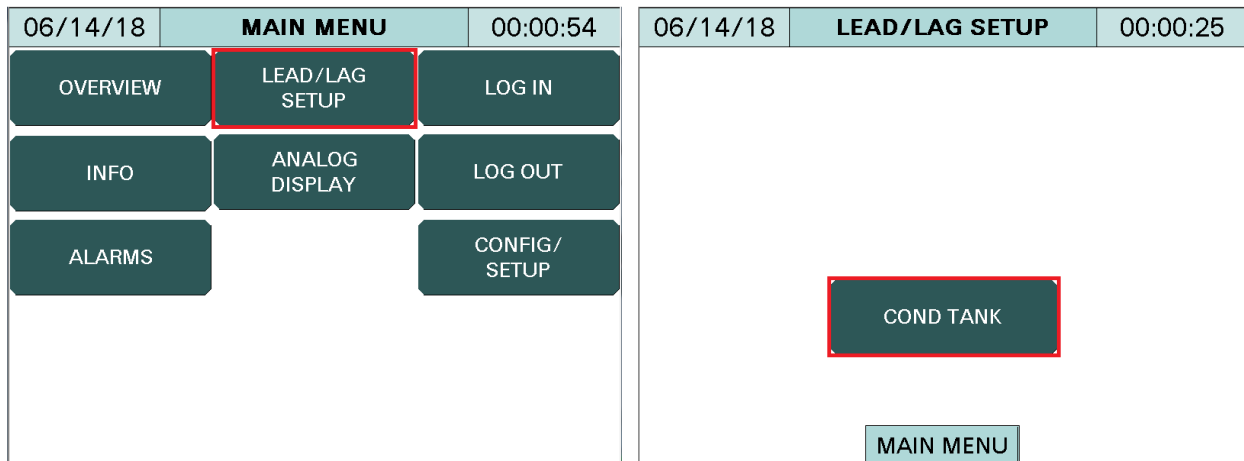 06/14/18 MAIN MENU 00:00:54
OVERVIEW
LEAD/LAG
SETUP
LOG IN
INFO
ANALOG
DISPLAY
LOG OUT
ALARMS
CONFIG/
SETUP
06/14/18 LEAD/LAG SETUP 00:00:25
COND TANK
MAIN MENU